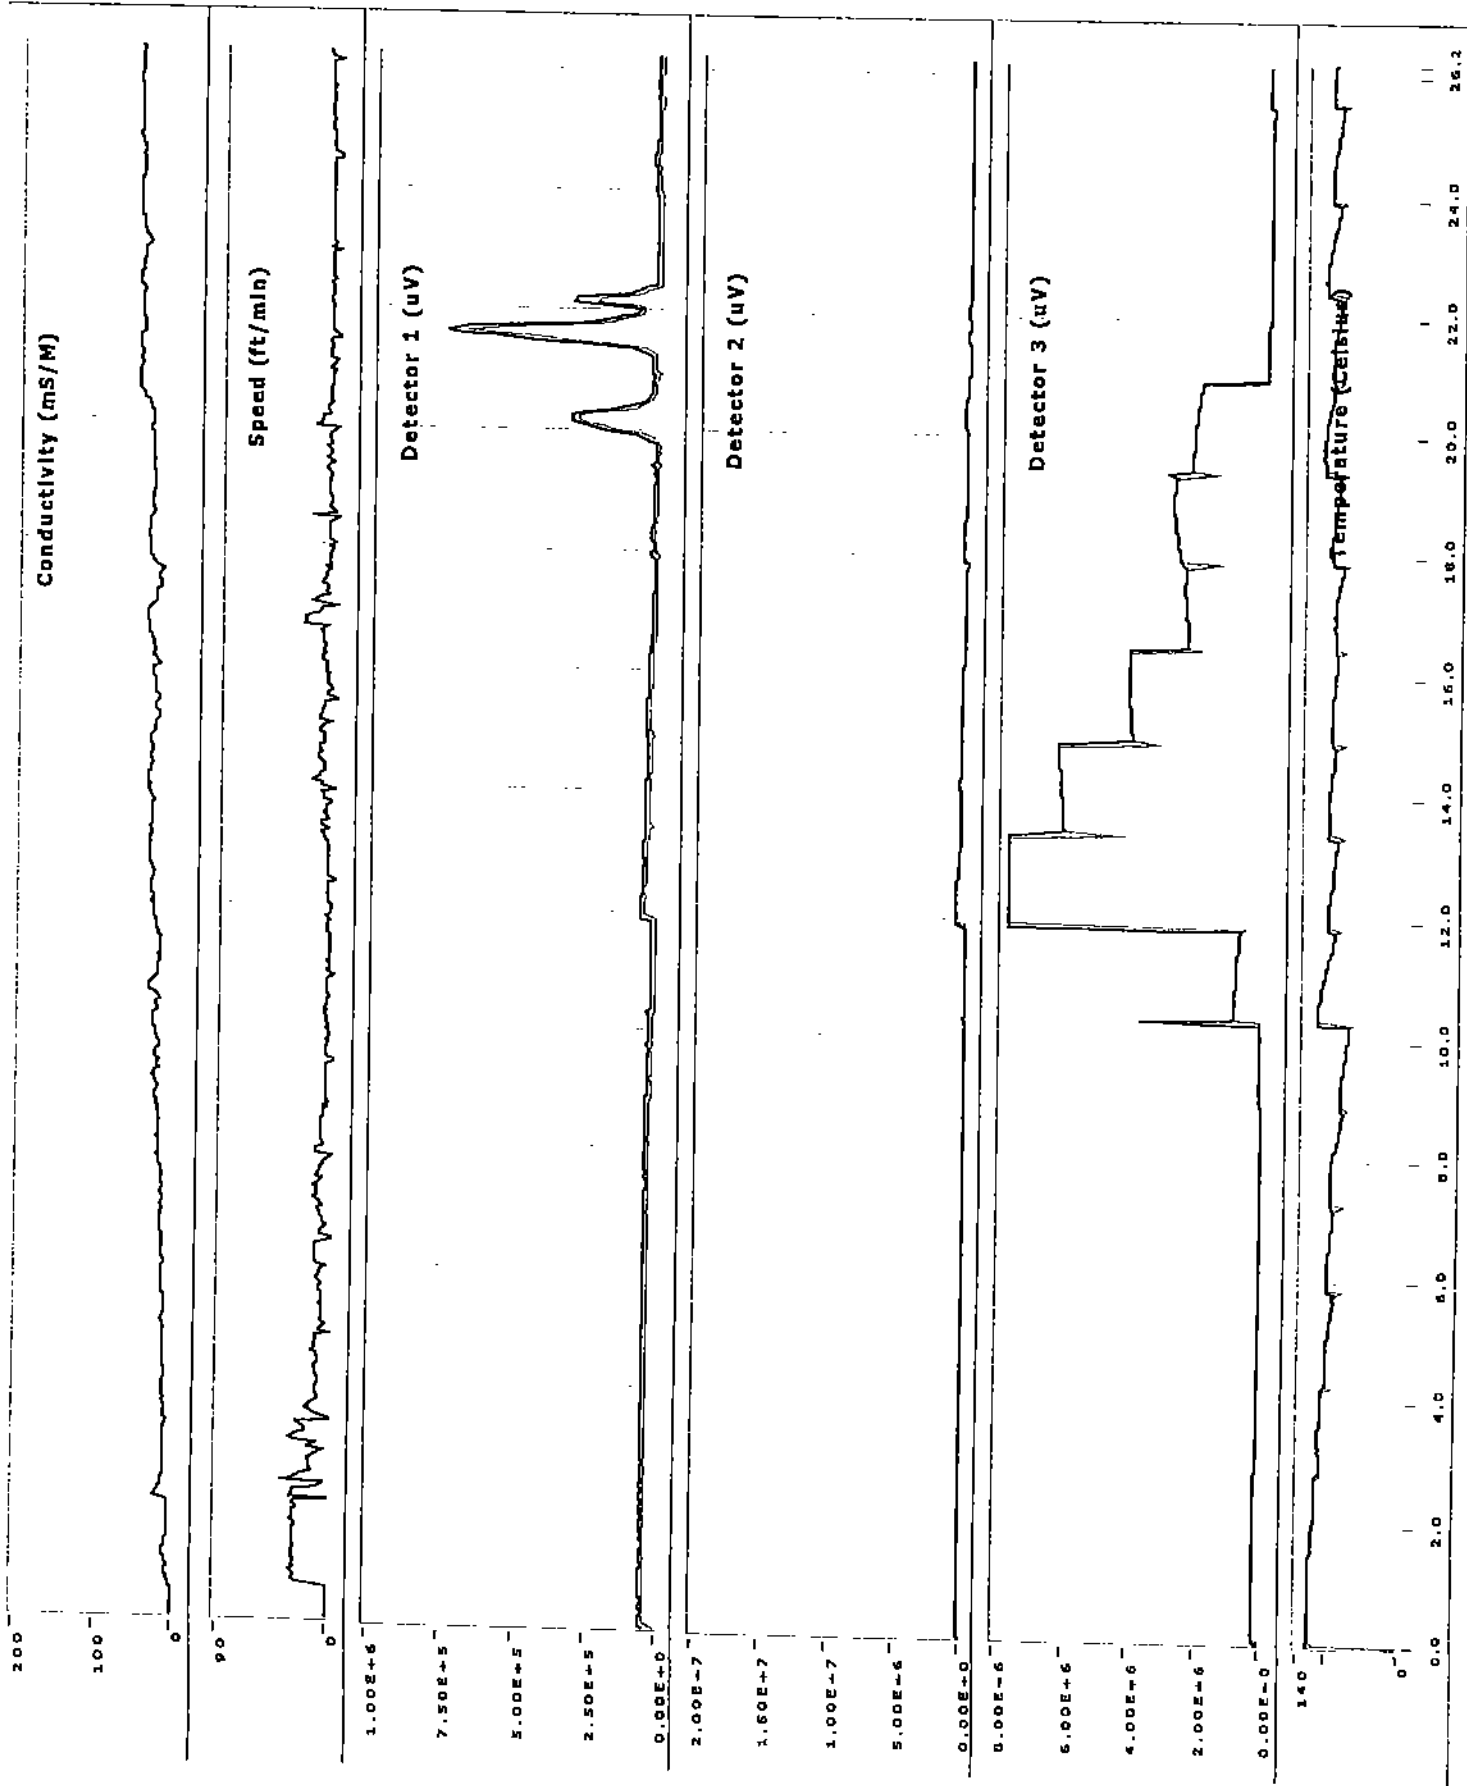 Conductivity (mS/M)
200
100
0
Speed (ft/min)
90
0
Detector 1 (uV)
1.00E+6
7.50E+5
5.00E+5
2.50E+5
0.00E+0
Detector 2 (uV)
2.00E+7
1.50E+7
1.00E+7
5.00E+6
0.00E+0
Detector 3 (uV)
8.00E+6
6.00E+6
4.00E+6
2.00E+6
0.00E+0
Temperature (Celsius)
140
0
0.0 2.0 4.0 6.0 8.0 10.0 12.0 14.0 16.0 18.0 20.0 22.0 24.0 26.2